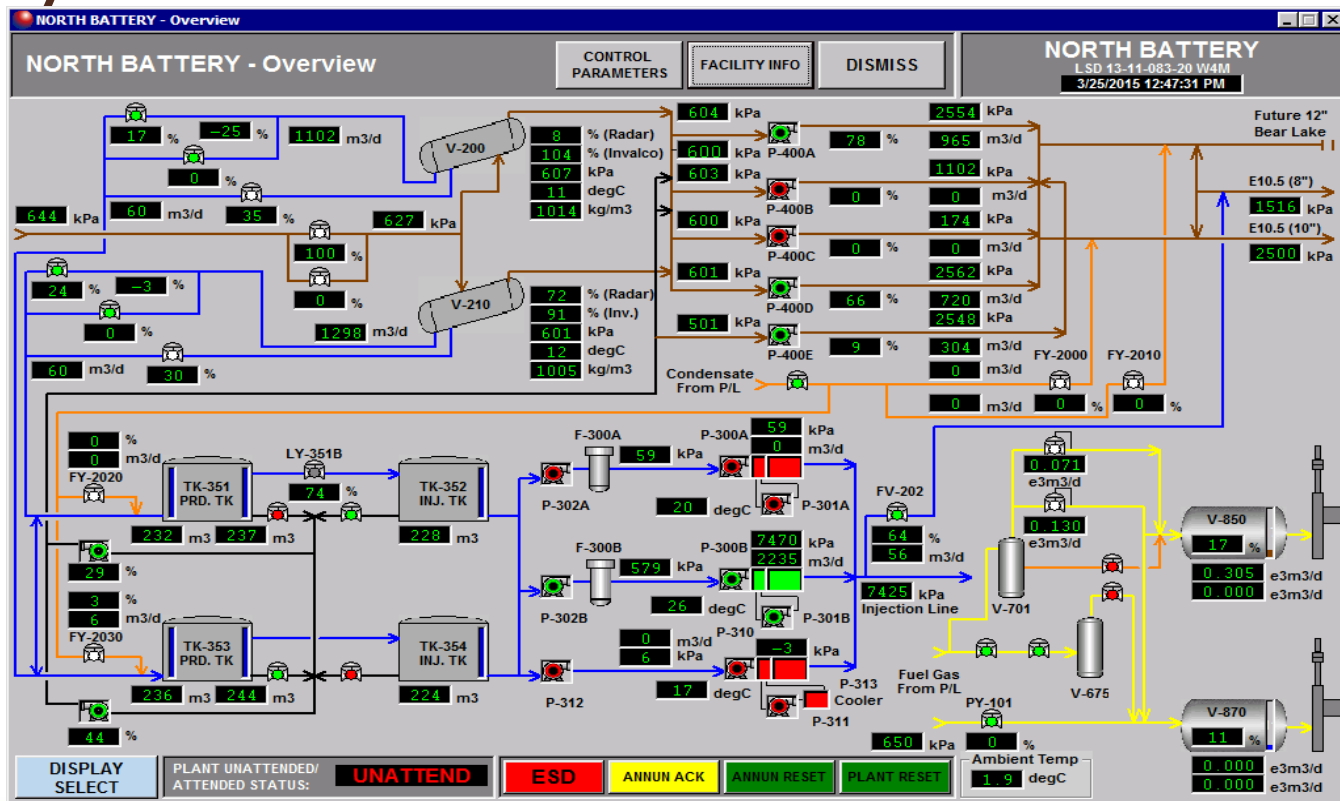 NORTH BATTERY - Overview
NORTH BATTERY - Overview
CONTROL PARAMETERS
FACILITY INFO
DISMISS
NORTH BATTERY
LSD 13-11-083-20 W4M
3/25/2015 12:47:31 PM
17 %
-25 %
1102 m3/d
0 %
60 m3/d
35 %
644 kPa
100 %
0 %
627 kPa
V-200
8 % (Radar)
104 % (Invalco)
607 kPa
11 degC
1014 kg/m3
24 %
-3 %
0 %
1298 m3/d
60 m3/d
30 %
V-210
72 % (Radar)
91 % (Inv.)
601 kPa
12 degC
1005 kg/m3
604 kPa
600 kPa
603 kPa
600 kPa
601 kPa
501 kPa
P-400A
78 %
2554 kPa
965 m3/d
P-400B
0 %
1102 kPa
0 m3/d
P-400C
0 %
174 kPa
0 m3/d
P-400D
66 %
2562 kPa
720 m3/d
P-400E
9 %
2548 kPa
304 m3/d
Future 12"
Bear Lake
E10.5 (8")
1516 kPa
E10.5 (10")
2500 kPa
Condensate
From P/L
0 m3/d
0 m3/d
FY-2000
0 %
FY-2010
0 %
0 %
0 m3/d
FY-2020
TK-351
PRD. TK
232 m3
237 m3
LY-351B
74 %
TK-352
INJ. TK
228 m3
29 %
3 %
6 m3/d
FY-2030
TK-353
PRD. TK
236 m3
244 m3
TK-354
INJ. TK
224 m3
44 %
P-302A
F-300A
59 kPa
P-300A
59 kPa
0 m3/d
20 degC
P-301A
P-302B
F-300B
579 kPa
P-300B
7470 kPa
2235 m3/d
26 degC
P-301B
P-312
0 m3/d
6 kPa
P-310
-3 kPa
17 degC
P-313
Cooler
P-311
FV-202
64 %
56 m3/d
7425 kPa
Injection Line
0.071
e3m3/d
0.130
e3m3/d
V-701
V-675
Fuel Gas
From P/L
PY-101
650 kPa
0 %
V-850
17 %
0.305 e3m3/d
0.000 e3m3/d
V-870
11 %
0.000 e3m3/d
0.000 e3m3/d
DISPLAY
SELECT
PLANT UNATTENDED/
ATTENDED STATUS:
UNATTEND
ESD
ANNUN ACK
ANNUN RESET
PLANT RESET
Ambient Temp
1.9 degC